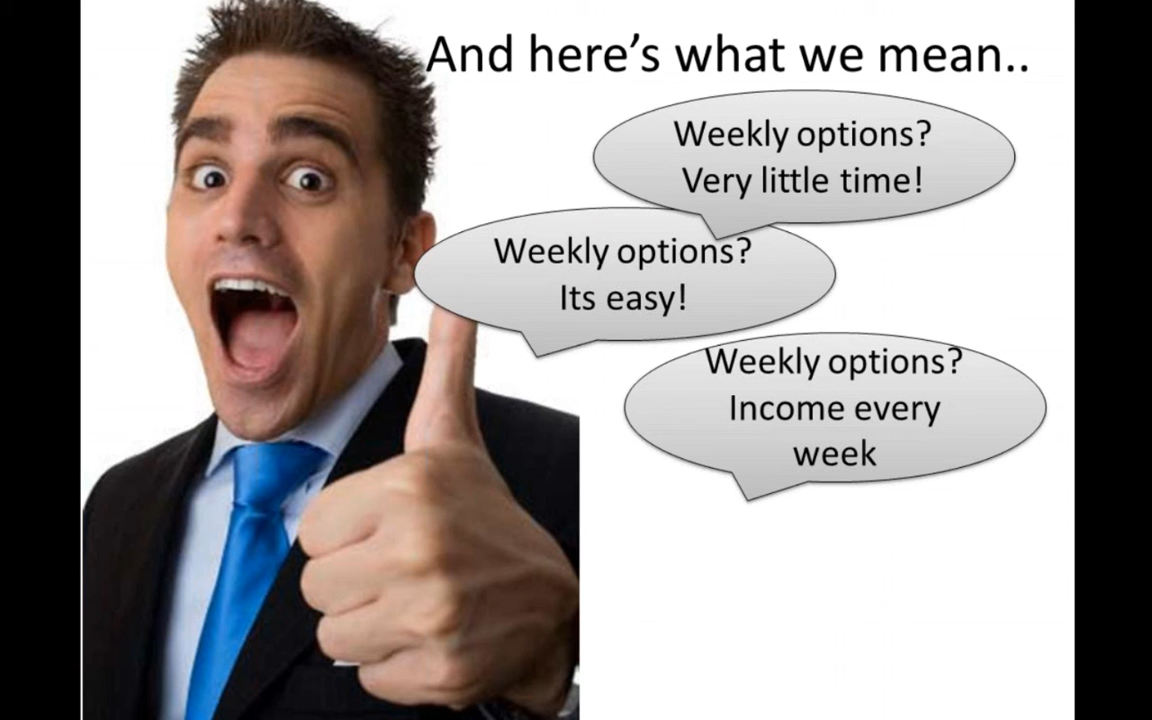 And here’s what we mean..
Weekly options?
Very little time!
Weekly options?
Its easy!
Weekly options?
Income every
week